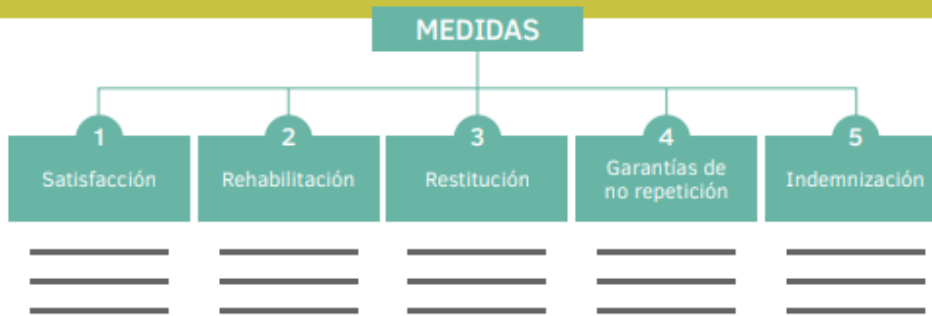 MEDIDAS
1
Satisfacción
2
Rehabilitación
3
Restitución
4
Garantías de
no repetición
5
Indemnización